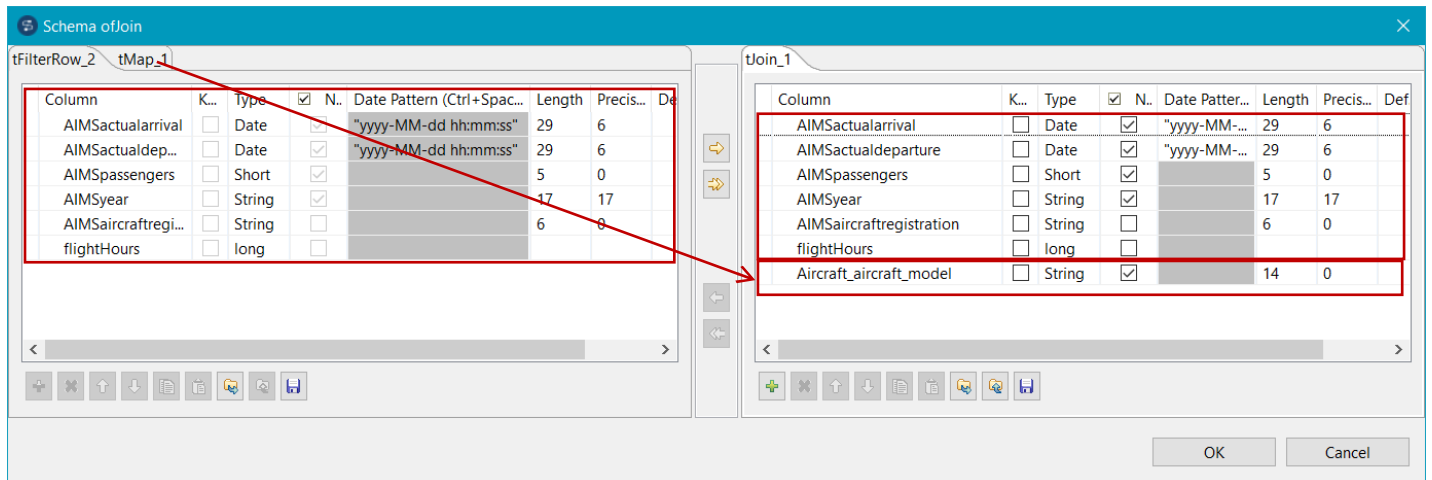 Schema ofJoin
tFilterRow_2 tMap_1 tJoin_1
Column K... Type N.. Date Pattern (Ctrl+Spac... Length Precis... De
AIMSactualarrival Date "yyyy-MM-dd hh:mm:ss" 29 6
AIMSactualdep... Date "yyyy-MM-dd hh:mm:ss" 29 6
AIMSpassengers Short 5 0
AIMSyear String 17 17
AIMSaircraftregi... String 6 0
flightHours long
Column K... Type N.. Date Patter... Length Precis... Def
AIMSactualarrival Date "yyyy-MM-... 29 6
AIMSactualdeparture Date "yyyy-MM-... 29 6
AIMSpassengers Short 5 0
AIMSyear String 17 17
AIMSaircraftregistration String 6 0
flightHours long
Aircraft_aircraft_model String 14 0
OK Cancel